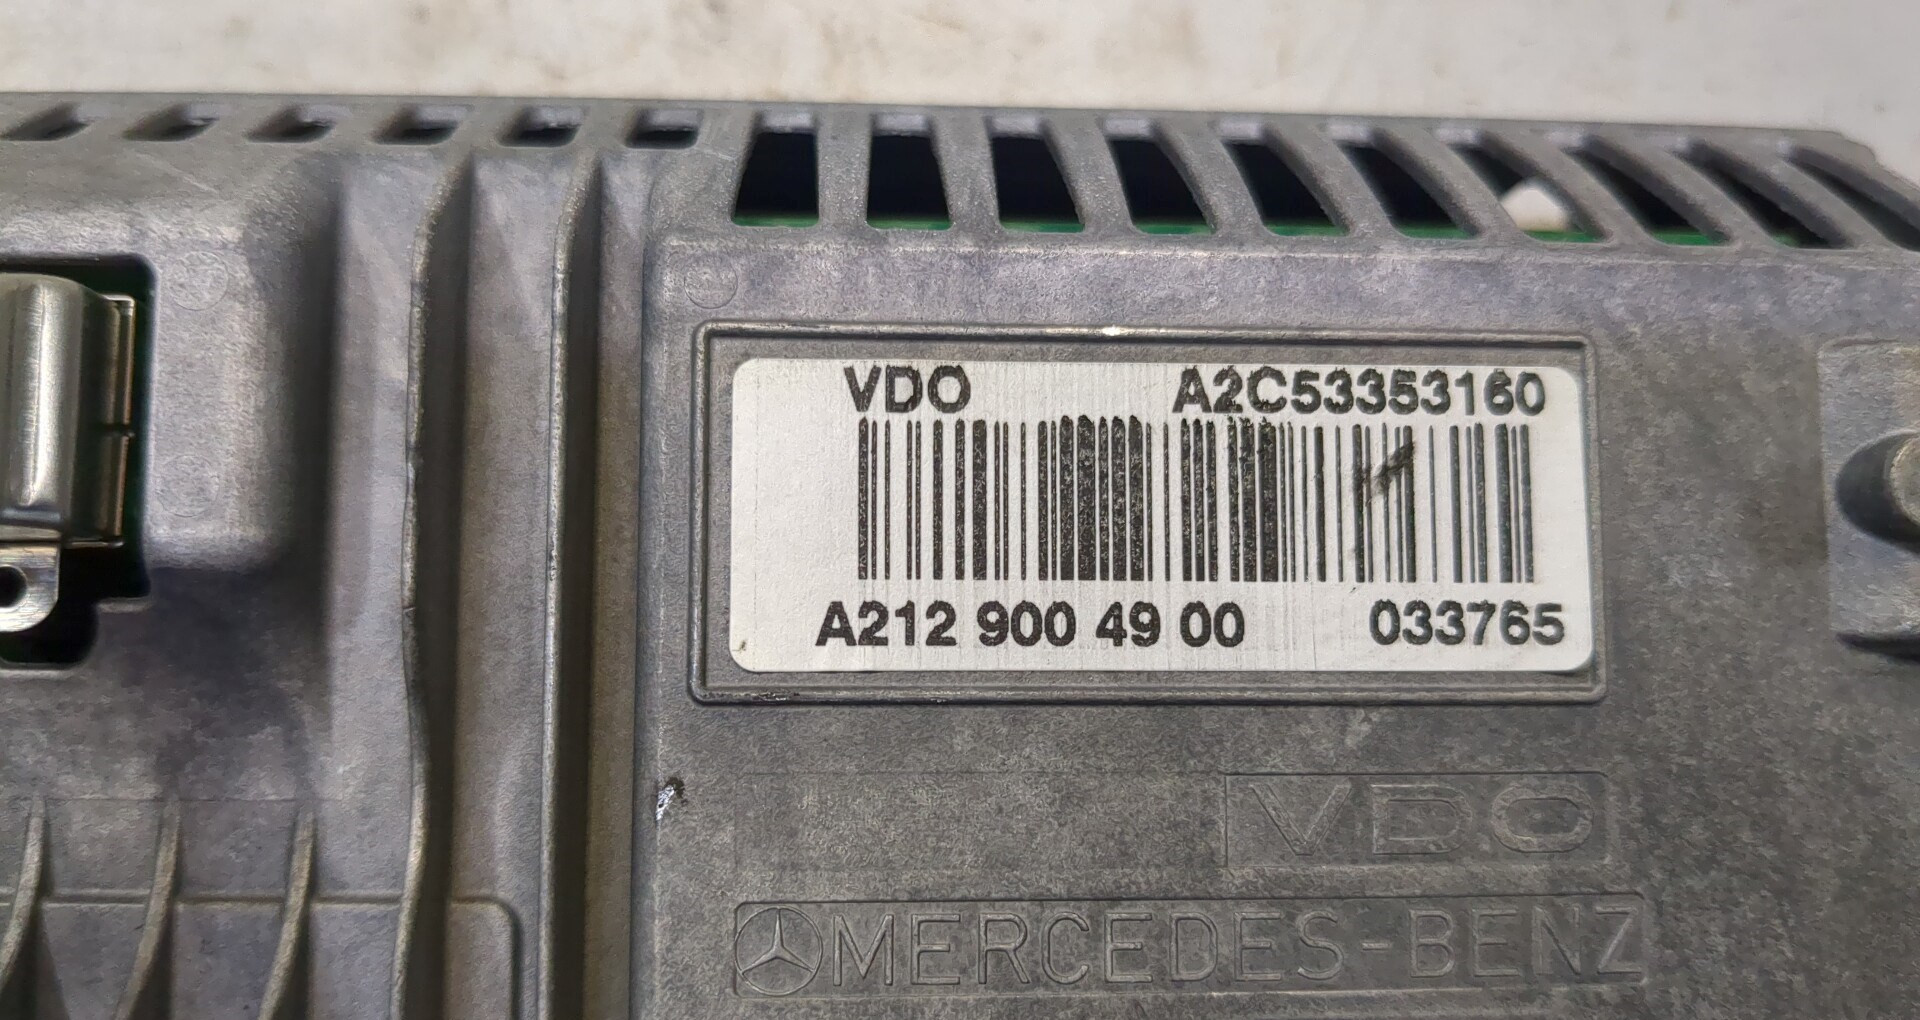 VDO A2C53353160
A212 900 49 00 033765
VDO
MERCEDES-BENZ